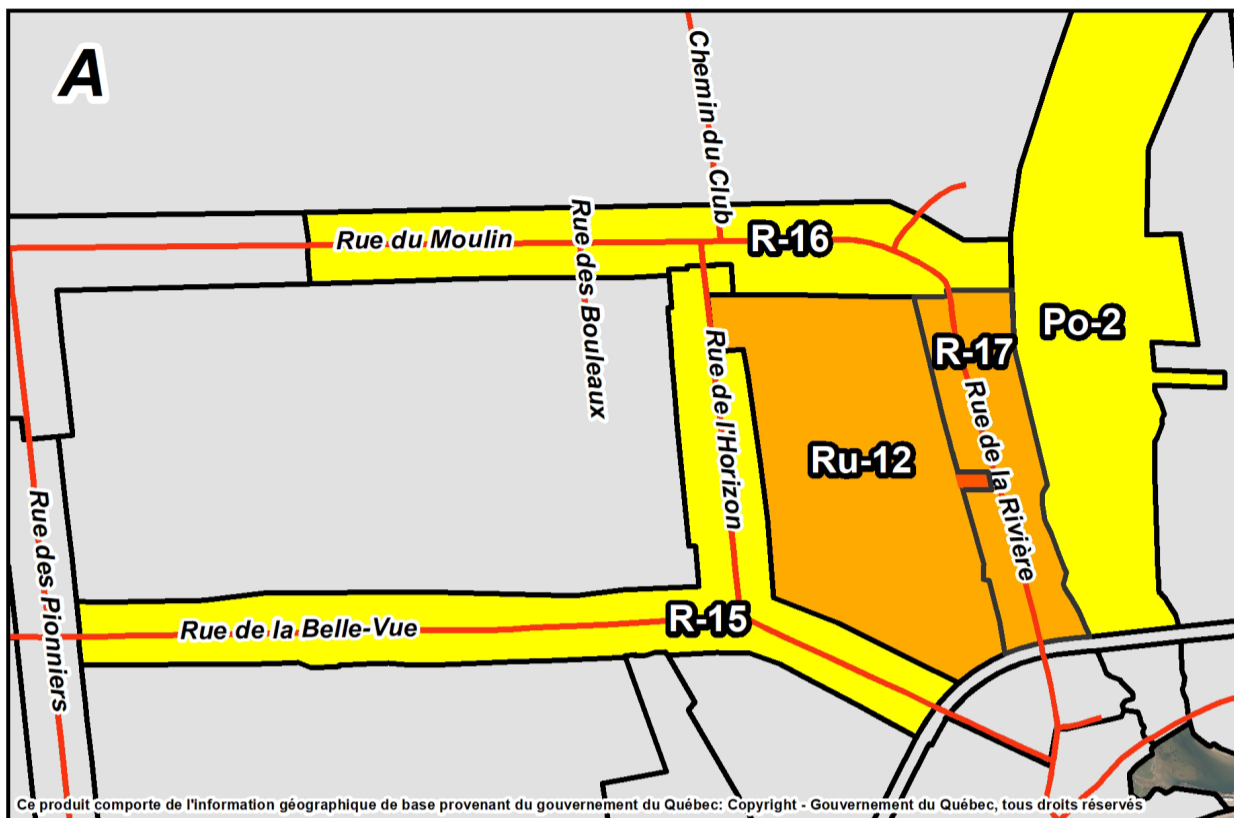 A
Chemin du Club
Rue du Moulin
Rue des Bouleaux
R-16
Po-2
R-17
Rue de l'Horizon
Rue de la Rivière
Ru-12
Rue des Pionniers
Rue de la Belle-Vue
R-15
Ce produit comporte de l'information géographique de base provenant du gouvernement du Québec: Copyright - Gouvernement du Québec, tous droits réservés